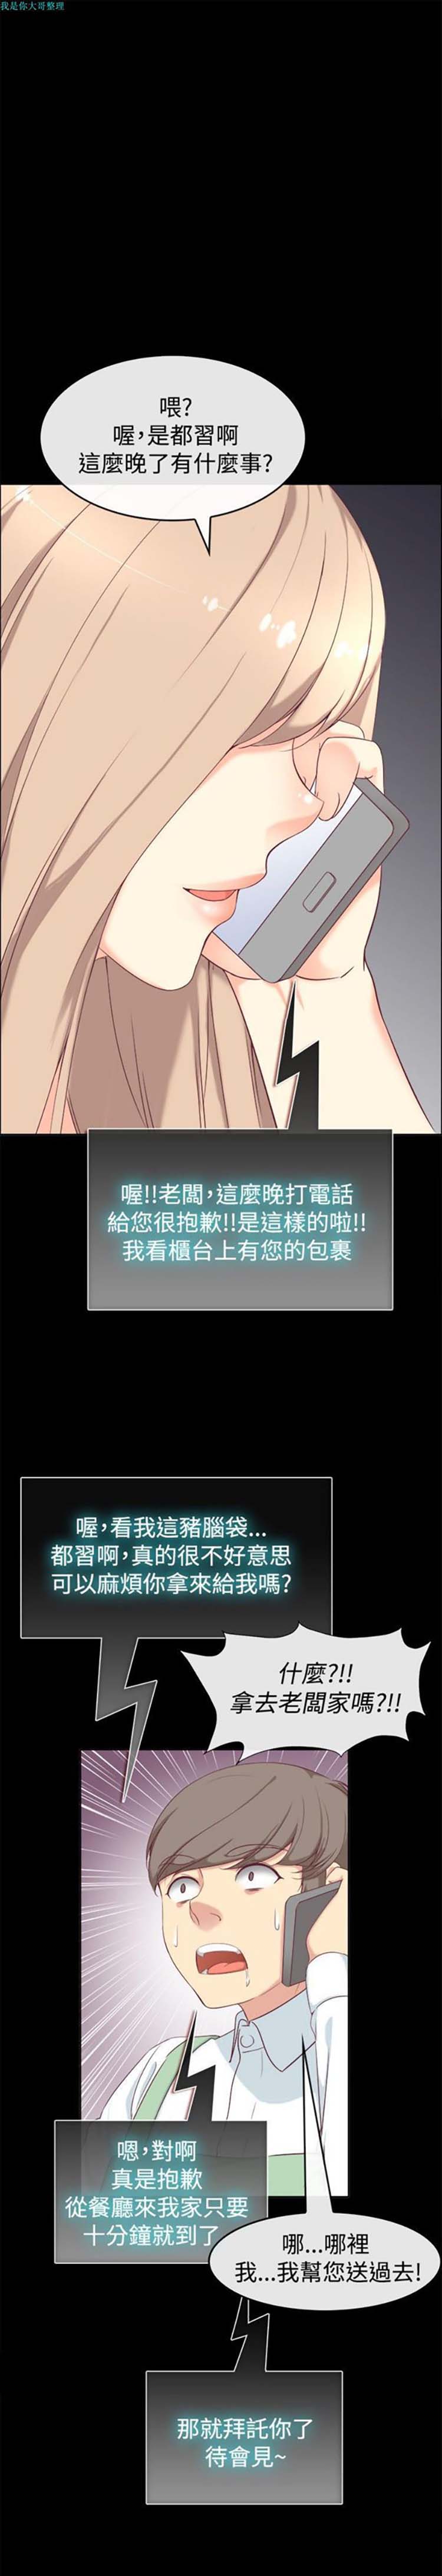 我是你大哥整理
喂?
喔,是都習啊
這麼晚了有什麼事?
喔!!老闆,這麼晚打電話
給您很抱歉!!是這樣的啦!!
我看櫃台上有您的包裹
喔,看我這豬腦袋...
都習啊,真的很不好意思
可以麻煩你拿來給我嗎?
什麼?!!
拿去老闆家嗎?!!
嗯,對啊
真是抱歉
從餐廳來我家只要
十分鐘就到了
哪...哪裡
我...我幫您送過去!
那就拜託你了
待會見~